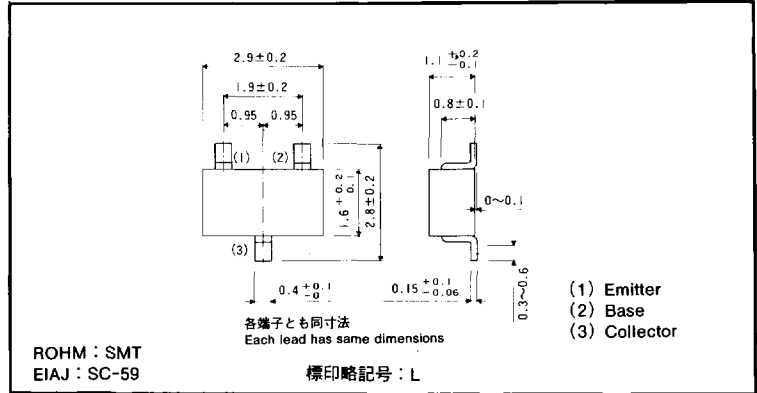 2.9±0.2
1.9±0.2
0.95 0.95
(1) (2)
(3)
1.6 +0.2 0.1
2.8±0.2
0.4 +0.1 -0
各端子とも同寸法
Each lead has same dimensions
1.1 +0.2 -0.1
0.8±0.1
0~0.1
0.15 +0.1 -0.06
0.3~0.6
(1) Emitter
(2) Base
(3) Collector
ROHM:SMT
EIAJ:SC-59
標印略記号:L